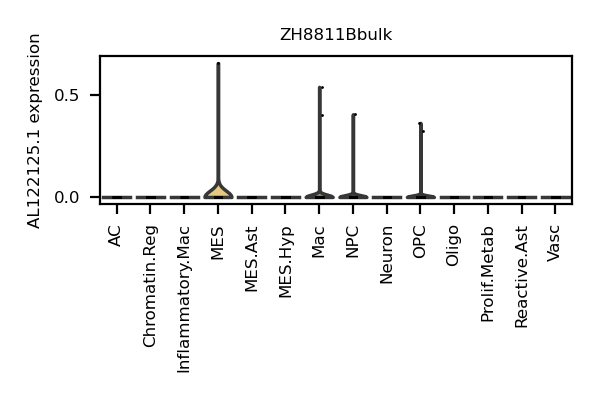 ZH8811Bbulk
AL122125.1 expression
0.5
0.0
AC
Chromatin.Reg
Inflammatory.Mac
MES
MES.Ast
MES.Hyp
Mac
NPC
Neuron
OPC
Oligo
Prolif.Metab
Reactive.Ast
Vasc